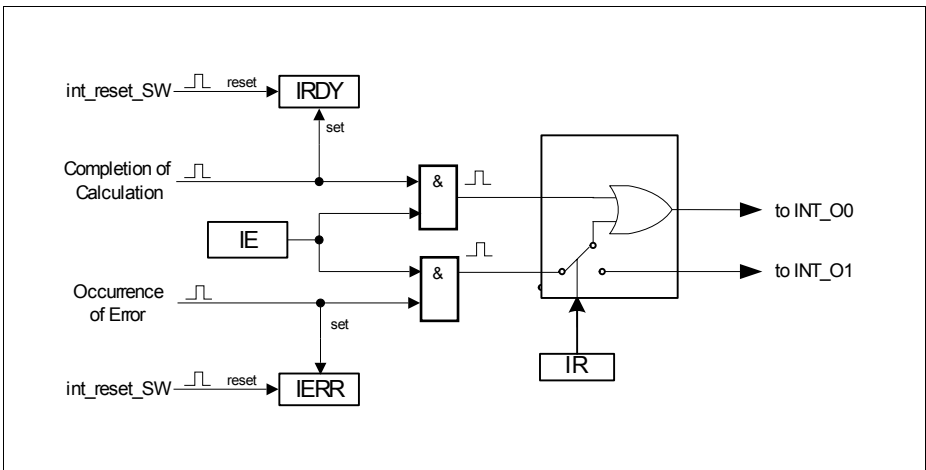 int_reset_SW
reset
IRDY
set
Completion of
Calculation
&
to INT_O0
IE
to INT_O1
&
Occurrence
of Error
set
IR
int_reset_SW
reset
IERR